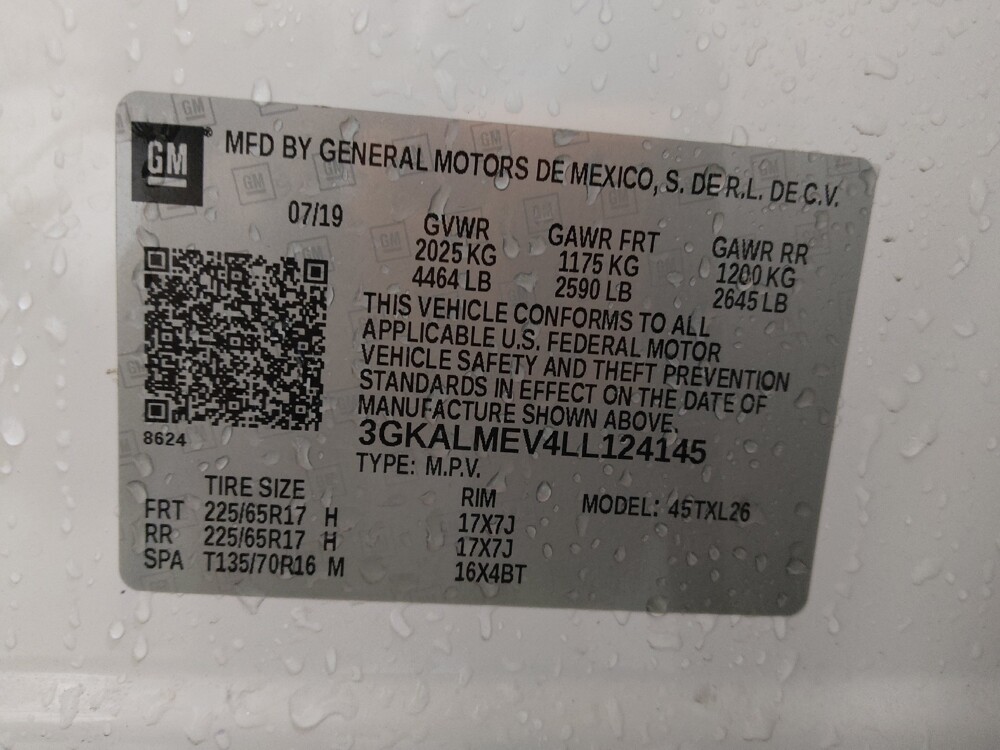 GM® MFD BY GENERAL MOTORS DE MEXICO, S. DE R.L. DE C.V.
07/19
GVWR GAWR FRT GAWR RR
2025 KG 1175 KG 1200 KG
4464 LB 2590 LB 2645 LB
THIS VEHICLE CONFORMS TO ALL
APPLICABLE U.S. FEDERAL MOTOR
VEHICLE SAFETY AND THEFT PREVENTION
STANDARDS IN EFFECT ON THE DATE OF
MANUFACTURE SHOWN ABOVE.
8624
3GKALMEV4LL124145
TYPE: M.P.V.
TIRE SIZE RIM MODEL: 45TXL26
FRT 225/65R17 H 17X7J
RR 225/65R17 H 17X7J
SPA T135/70R16 M 16X4BT